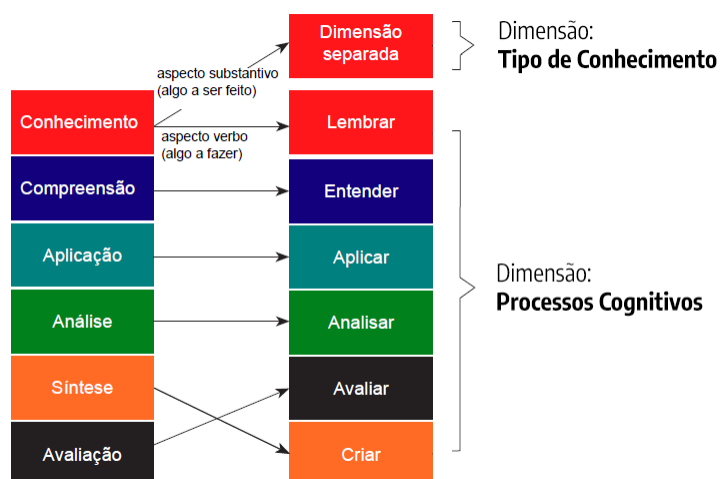 Dimensão
separada
Dimensão:
Tipo de Conhecimento
aspecto substantivo
(algo a ser feito)
Conhecimento
aspecto verbo
(algo a fazer)
Lembrar
Compreensão
Entender
Aplicação
Aplicar
Dimensão:
Processos Cognitivos
Análise
Analisar
Síntese
Avaliar
Avaliação
Criar